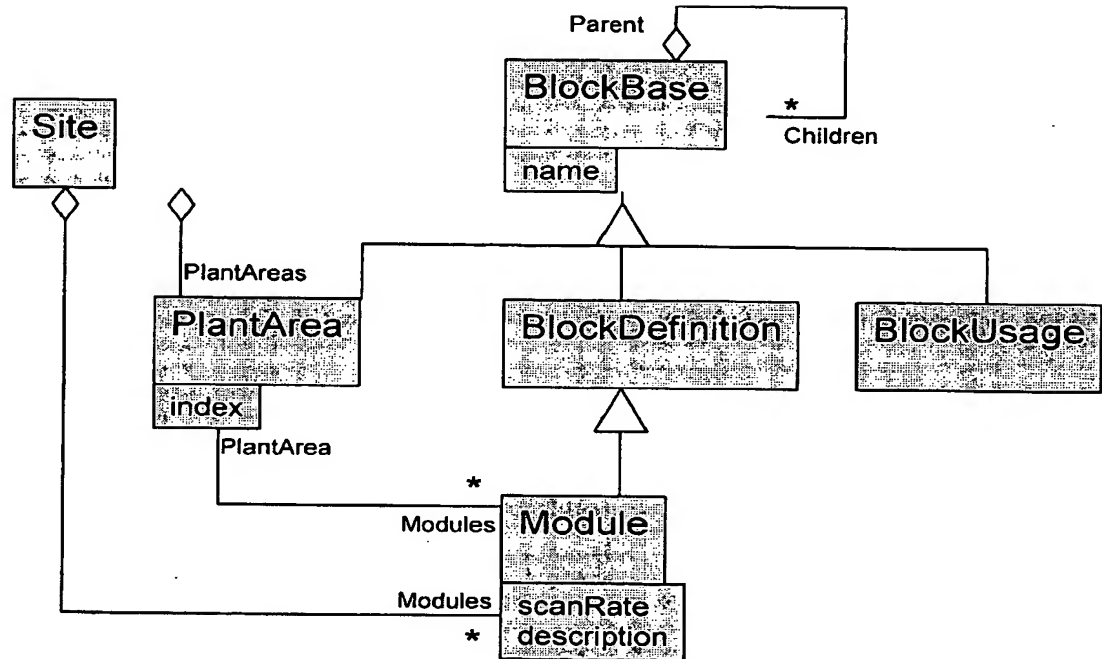 Parent
BlockBase
*
Children
name
Site
PlantAreas
PlantArea
index
PlantArea
BlockDefinition
BlockUsage
*
Modules
Module
Modules
*
scanRate
description